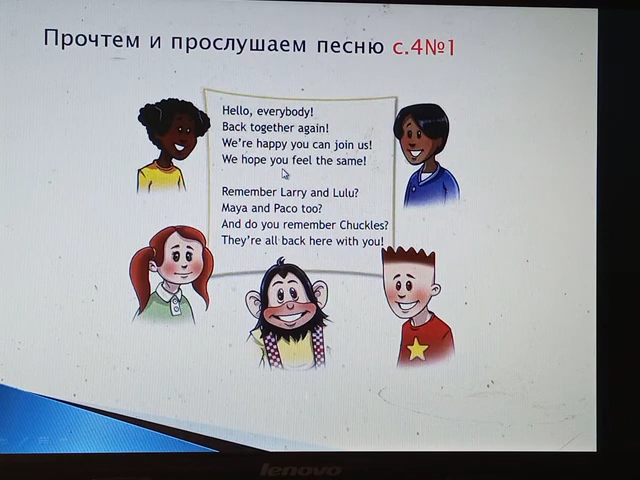 Прочтем и прослушаем песню с.4№1
Hello, everybody!
Back together again!
We're happy you can join us!
We hope you feel the same!
Remember Larry and Lulu?
Maya and Paco too?
And do you remember Chuckles?
They're all back here with you!
lenovo